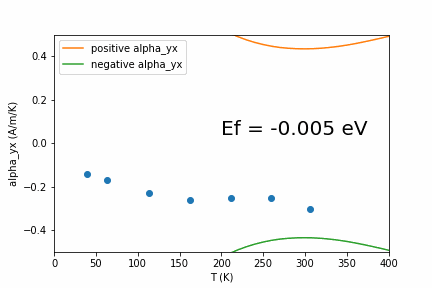 positive alpha_yx
negative alpha_yx
Ef = -0.005 eV
alpha_yx (A/m/K)
0.4
0.2
0.0
−0.2
−0.4
0 50 100 150 200 250 300 350 400
T (K)